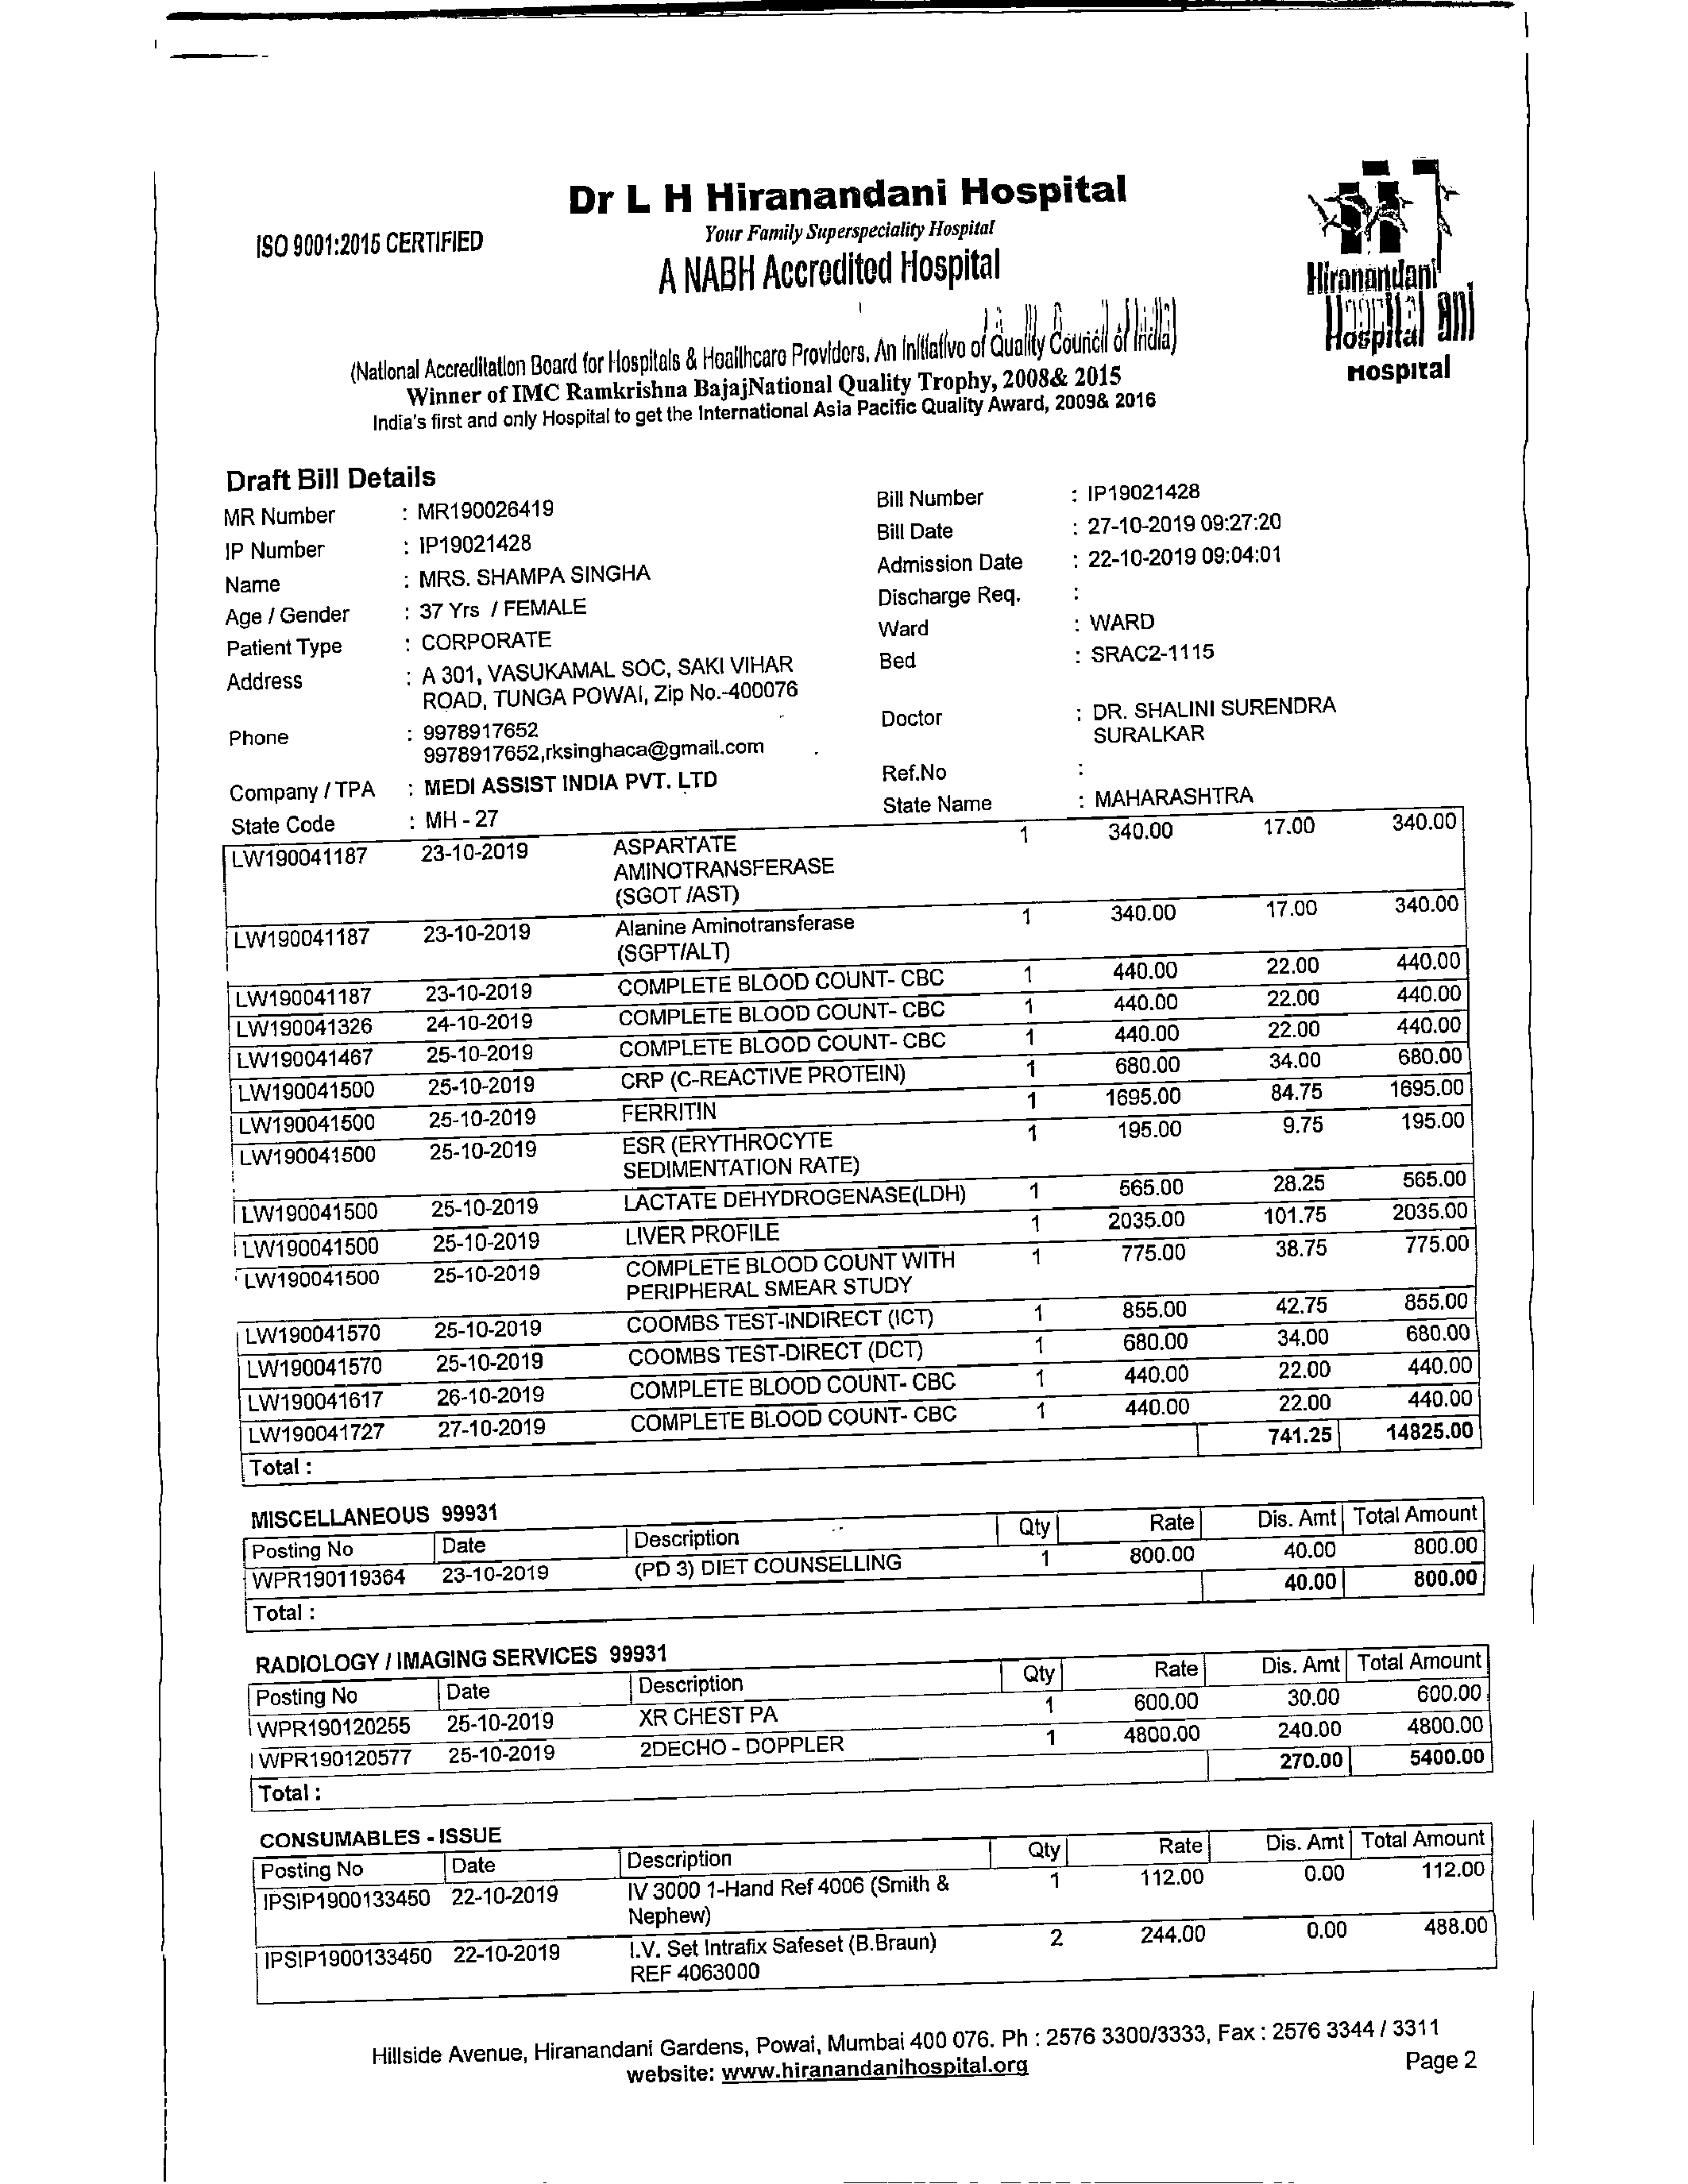 Dr L H Hiranandani Hospital
Your Family Superspeciality Hospital
ISO 9001:2015 CERTIFIED
A NABH Accredited Hospital
(National Accreditation Board for Hospitals & Healthcare Providers, An Initiative of Quality Council of India)
Winner of IMC Ramkrishna BajajNational Quality Trophy, 2008& 2015
India's first and only Hospital to get the International Asia Pacific Quality Award, 2009& 2016
Hiranandani
Hospital
Hospital
Draft Bill Details
MR Number : MR190026419 Bill Number : IP19021428
IP Number : IP19021428 Bill Date : 27-10-2019 09:27:20
Name : MRS. SHAMPA SINGHA Admission Date : 22-10-2019 09:04:01
Age / Gender : 37 Yrs / FEMALE Discharge Req. :
Patient Type : CORPORATE Ward : WARD
Address : A 301, VASUKAMAL SOC, SAKI VIHAR Bed : SRAC2-1115
ROAD, TUNGA POWAI, Zip No.-400076
Phone : 9978917652 Doctor : DR. SHALINI SURENDRA
9978917652,rksinghaca@gmail.com SURALKAR
Company / TPA : MEDI ASSIST INDIA PVT. LTD Ref.No :
State Code : MH - 27 State Name : MAHARASHTRA
LW190041187 23-10-2019 ASPARTATE 1 340.00 17.00 340.00
AMINOTRANSFERASE
(SGOT /AST)
LW190041187 23-10-2019 Alanine Aminotransferase 1 340.00 17.00 340.00
(SGPT/ALT)
LW190041187 23-10-2019 COMPLETE BLOOD COUNT- CBC 1 440.00 22.00 440.00
LW190041326 24-10-2019 COMPLETE BLOOD COUNT- CBC 1 440.00 22.00 440.00
LW190041467 25-10-2019 COMPLETE BLOOD COUNT- CBC 1 440.00 22.00 440.00
LW190041500 25-10-2019 CRP (C-REACTIVE PROTEIN) 1 680.00 34.00 680.00
LW190041500 25-10-2019 FERRITIN 1 1695.00 84.75 1695.00
LW190041500 25-10-2019 ESR (ERYTHROCYTE 1 195.00 9.75 195.00
SEDIMENTATION RATE)
LW190041500 25-10-2019 LACTATE DEHYDROGENASE(LDH) 1 565.00 28.25 565.00
LW190041500 25-10-2019 LIVER PROFILE 1 2035.00 101.75 2035.00
LW190041500 25-10-2019 COMPLETE BLOOD COUNT WITH 1 775.00 38.75 775.00
PERIPHERAL SMEAR STUDY
LW190041570 25-10-2019 COOMBS TEST-INDIRECT (ICT) 1 855.00 42.75 855.00
LW190041570 25-10-2019 COOMBS TEST-DIRECT (DCT) 1 680.00 34.00 680.00
LW190041617 26-10-2019 COMPLETE BLOOD COUNT- CBC 1 440.00 22.00 440.00
LW190041727 27-10-2019 COMPLETE BLOOD COUNT- CBC 1 440.00 22.00 440.00
Total : 741.25 14825.00
MISCELLANEOUS 99931
Posting No Date Description Qty Rate Dis. Amt Total Amount
WPR190119364 23-10-2019 (PD 3) DIET COUNSELLING 1 800.00 40.00 800.00
Total : 40.00 800.00
RADIOLOGY / IMAGING SERVICES 99931
Posting No Date Description Qty Rate Dis. Amt Total Amount
WPR190120255 25-10-2019 XR CHEST PA 1 600.00 30.00 600.00
WPR190120577 25-10-2019 2DECHO - DOPPLER 1 4800.00 240.00 4800.00
Total : 270.00 5400.00
CONSUMABLES - ISSUE
Posting No Date Description Qty Rate Dis. Amt Total Amount
IPSIP1900133450 22-10-2019 IV 3000 1-Hand Ref 4006 (Smith & 1 112.00 0.00 112.00
Nephew)
IPSIP1900133450 22-10-2019 I.V. Set Intrafix Safeset (B.Braun) 2 244.00 0.00 488.00
REF 4063000
Hillside Avenue, Hiranandani Gardens, Powai, Mumbai 400 076. Ph : 2576 3300/3333, Fax : 2576 3344 / 3311
website: www.hiranandanihospital.org Page 2